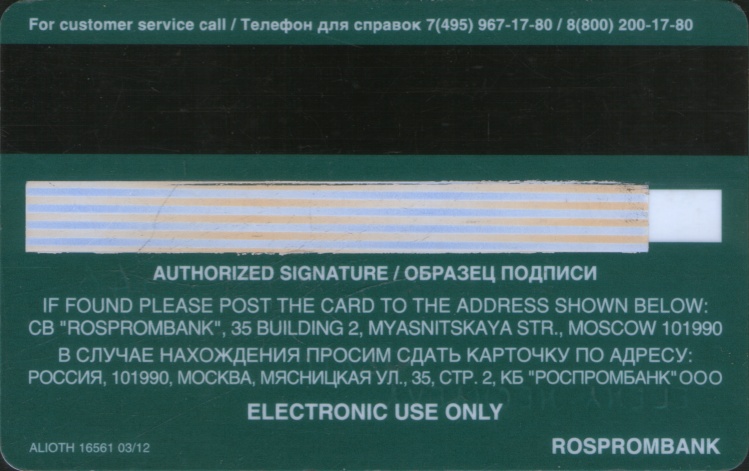 For customer service call / Телефон для справок 7(495) 967-17-80 / 8(800) 200-17-80
AUTHORIZED SIGNATURE / ОБРАЗЕЦ ПОДПИСИ
IF FOUND PLEASE POST THE CARD TO THE ADDRESS SHOWN BELOW:
CB "ROSPROMBANK", 35 BUILDING 2, MYASNITSKAYA STR., MOSCOW 101990
В СЛУЧАЕ НАХОЖДЕНИЯ ПРОСИМ СДАТЬ КАРТОЧКУ ПО АДРЕСУ:
РОССИЯ, 101990, МОСКВА, МЯСНИЦКАЯ УЛ., 35, СТР. 2, КБ "РОСПРОМБАНК" ООО
ELECTRONIC USE ONLY
ALIOTH 16561 03/12
ROSPROMBANK